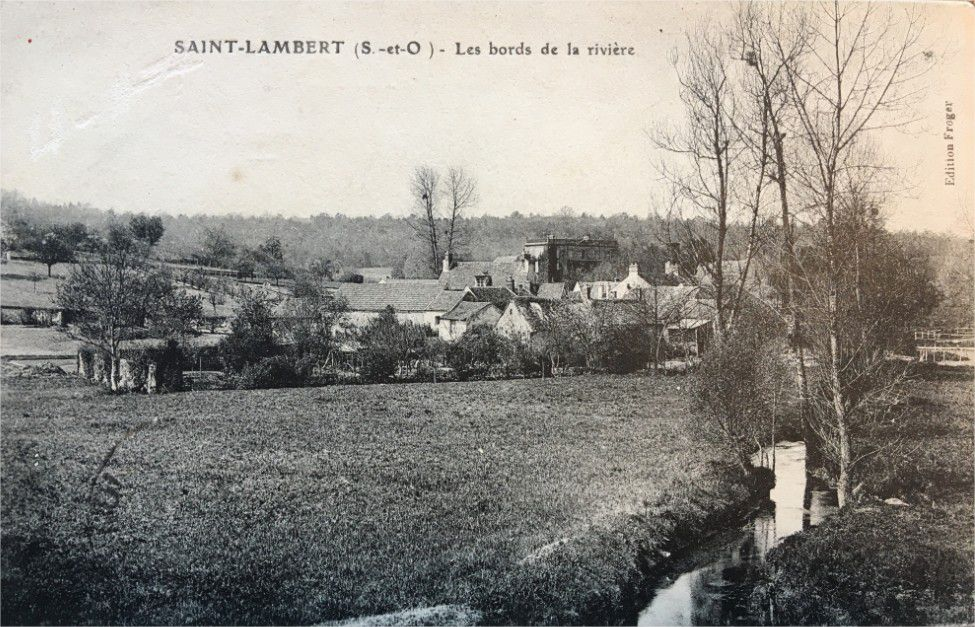 SAINT-LAMBERT (S.-et-O) - Les bords de la rivière
Edition Froger